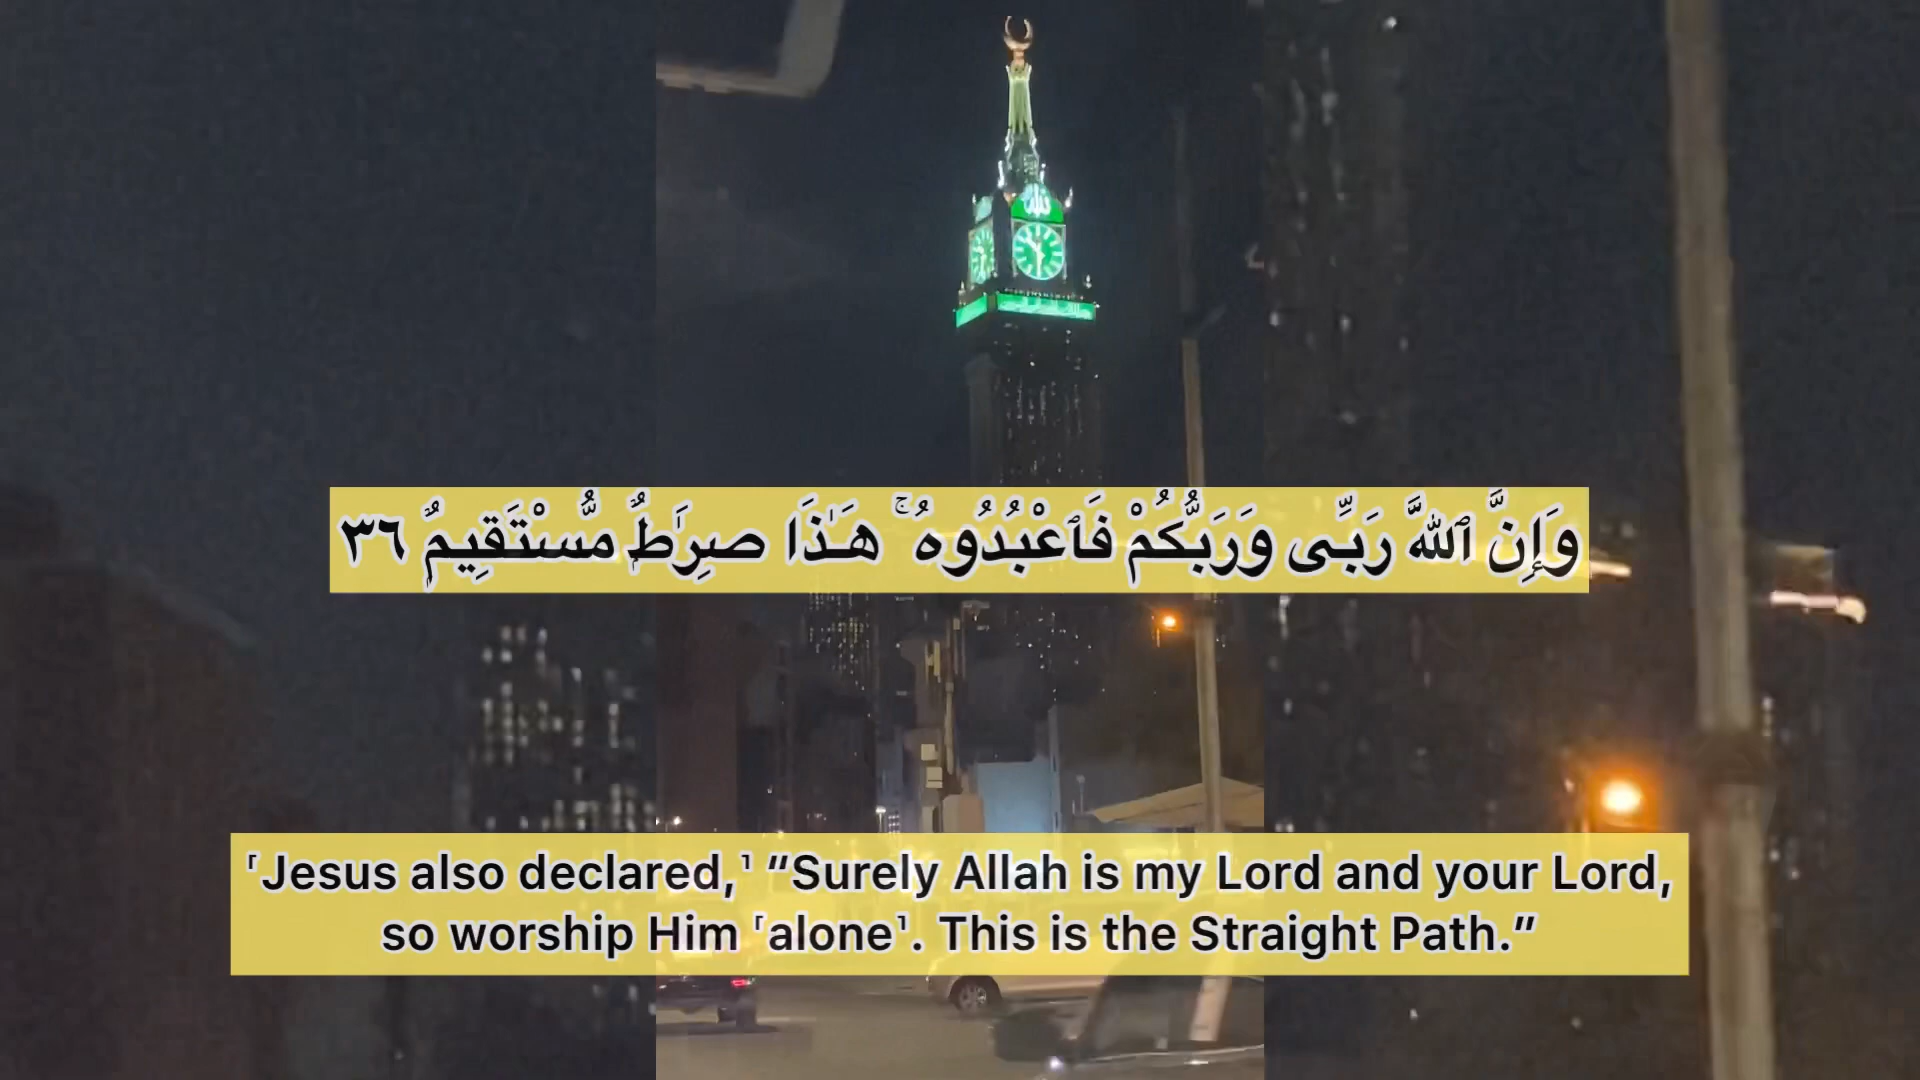 الله
وَإِنَّ ٱللَّهَ رَبِّى وَرَبُّكُمْ فَٱعْبُدُوهُ ۚ هَـٰذَا صِرَٰطٌۭ مُّسْتَقِيمٌۭ ٣٦
⸢Jesus also declared,⸣ “Surely Allah is my Lord and your Lord,
so worship Him ⸢alone⸣. This is the Straight Path.”